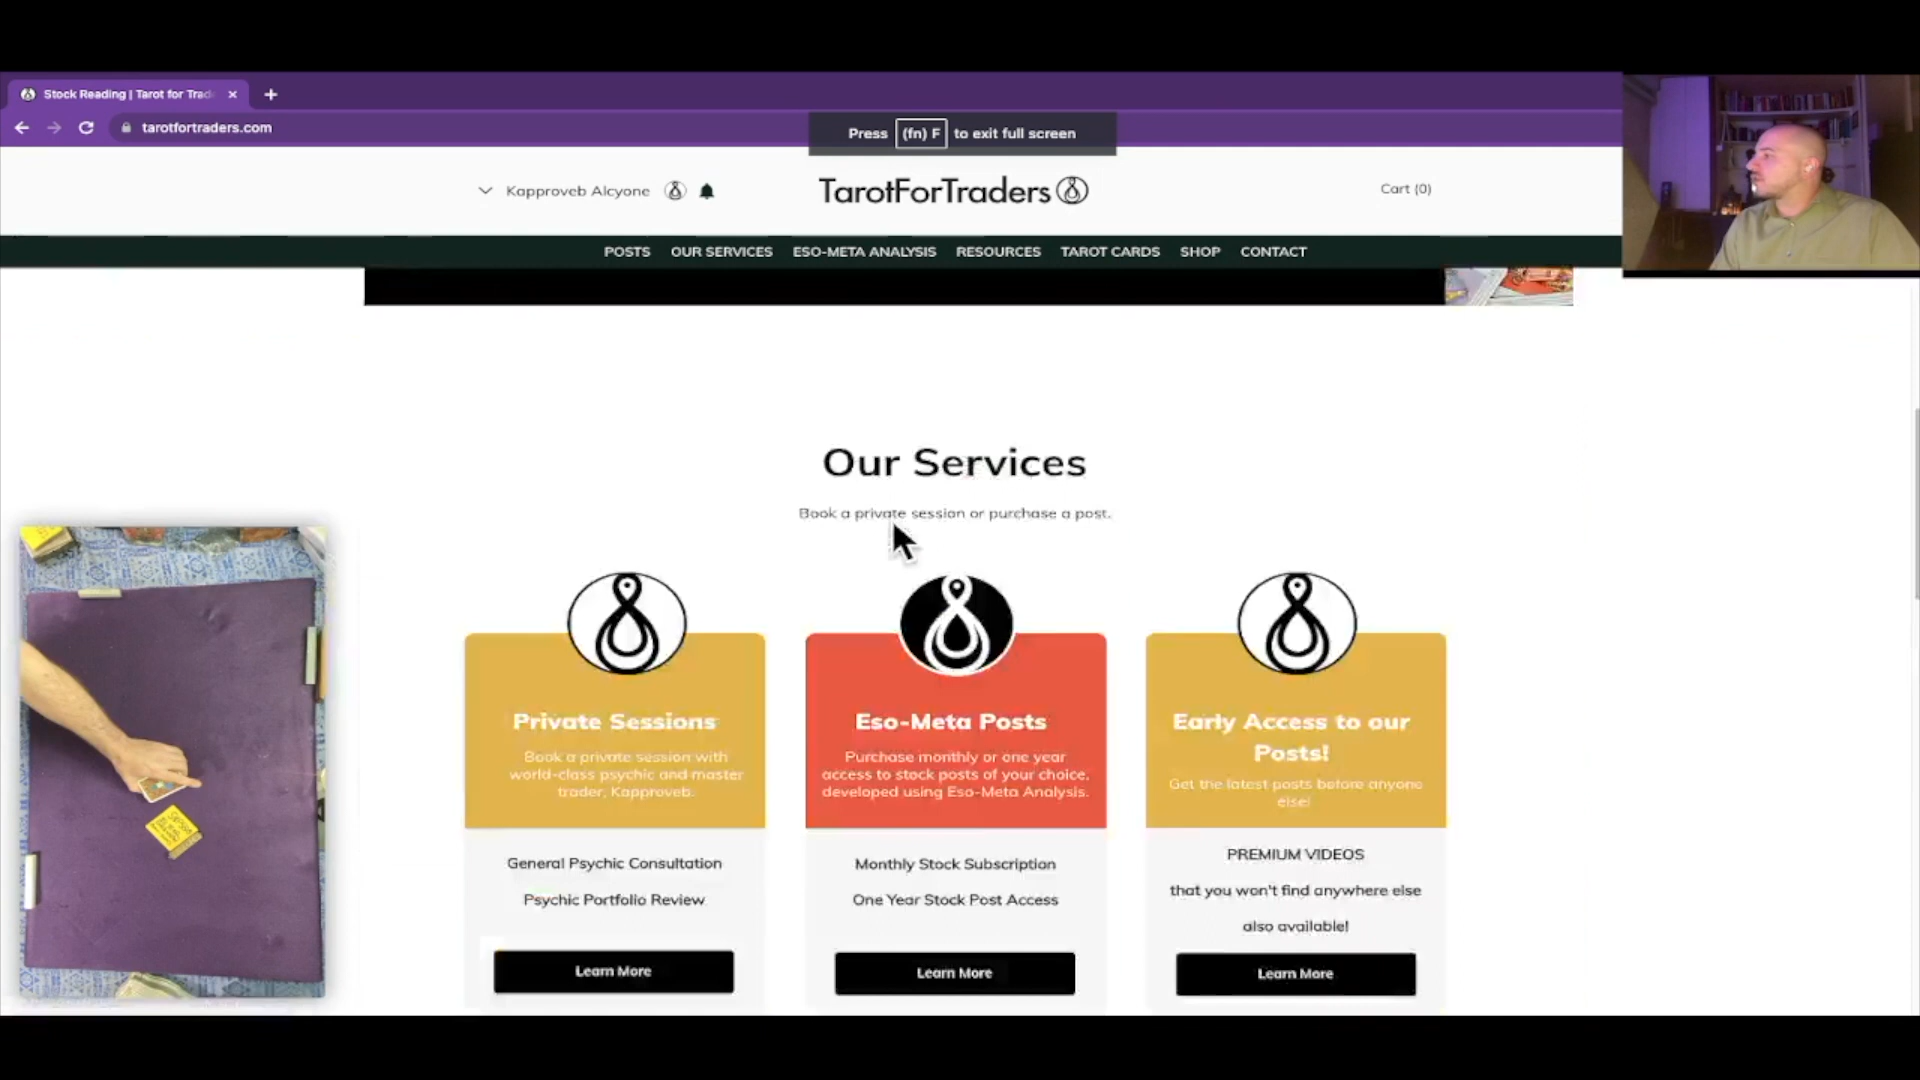 Stock Reading | Tarot for Trad
tarotfortraders.com
Press (fn) F to exit full screen
Kapproveb Alcyone
TarotForTraders
Cart (0)
POSTS OUR SERVICES ESO-META ANALYSIS RESOURCES TAROT CARDS SHOP CONTACT
Our Services
Book a private session or purchase a post.
Private Sessions
Book a private session with
world-class psychic and master
trader, Kapproveb.
General Psychic Consultation
Psychic Portfolio Review
Learn More
Eso-Meta Posts
Purchase monthly or one year
access to stock posts of your choice,
developed using Eso-Meta Analysis.
Monthly Stock Subscription
One Year Stock Post Access
Learn More
Early Access to our
Posts!
Get the latest posts before anyone
else!
PREMIUM VIDEOS
that you won't find anywhere else
also available!
Learn More